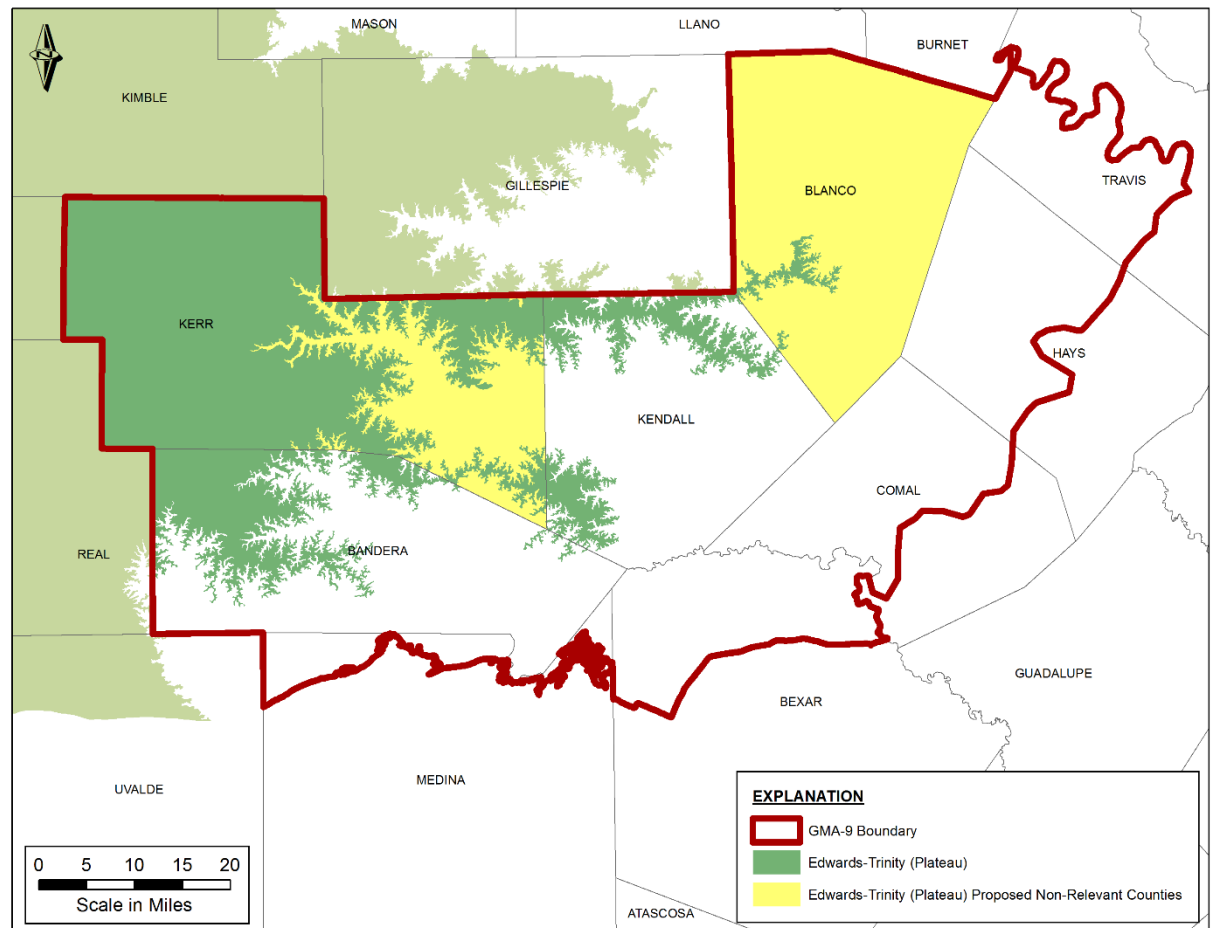 MASON
LLANO
BURNET
N
KIMBLE
GILLESPIE
BLANCO
TRAVIS
KERR
HAYS
KENDALL
COMAL
REAL
BANDERA
GUADALUPE
BEXAR
UVALDE
MEDINA
ATASCOSA
0 5 10 15 20
Scale in Miles
EXPLANATION
GMA-9 Boundary
Edwards-Trinity (Plateau)
Edwards-Trinity (Plateau) Proposed Non-Relevant Counties